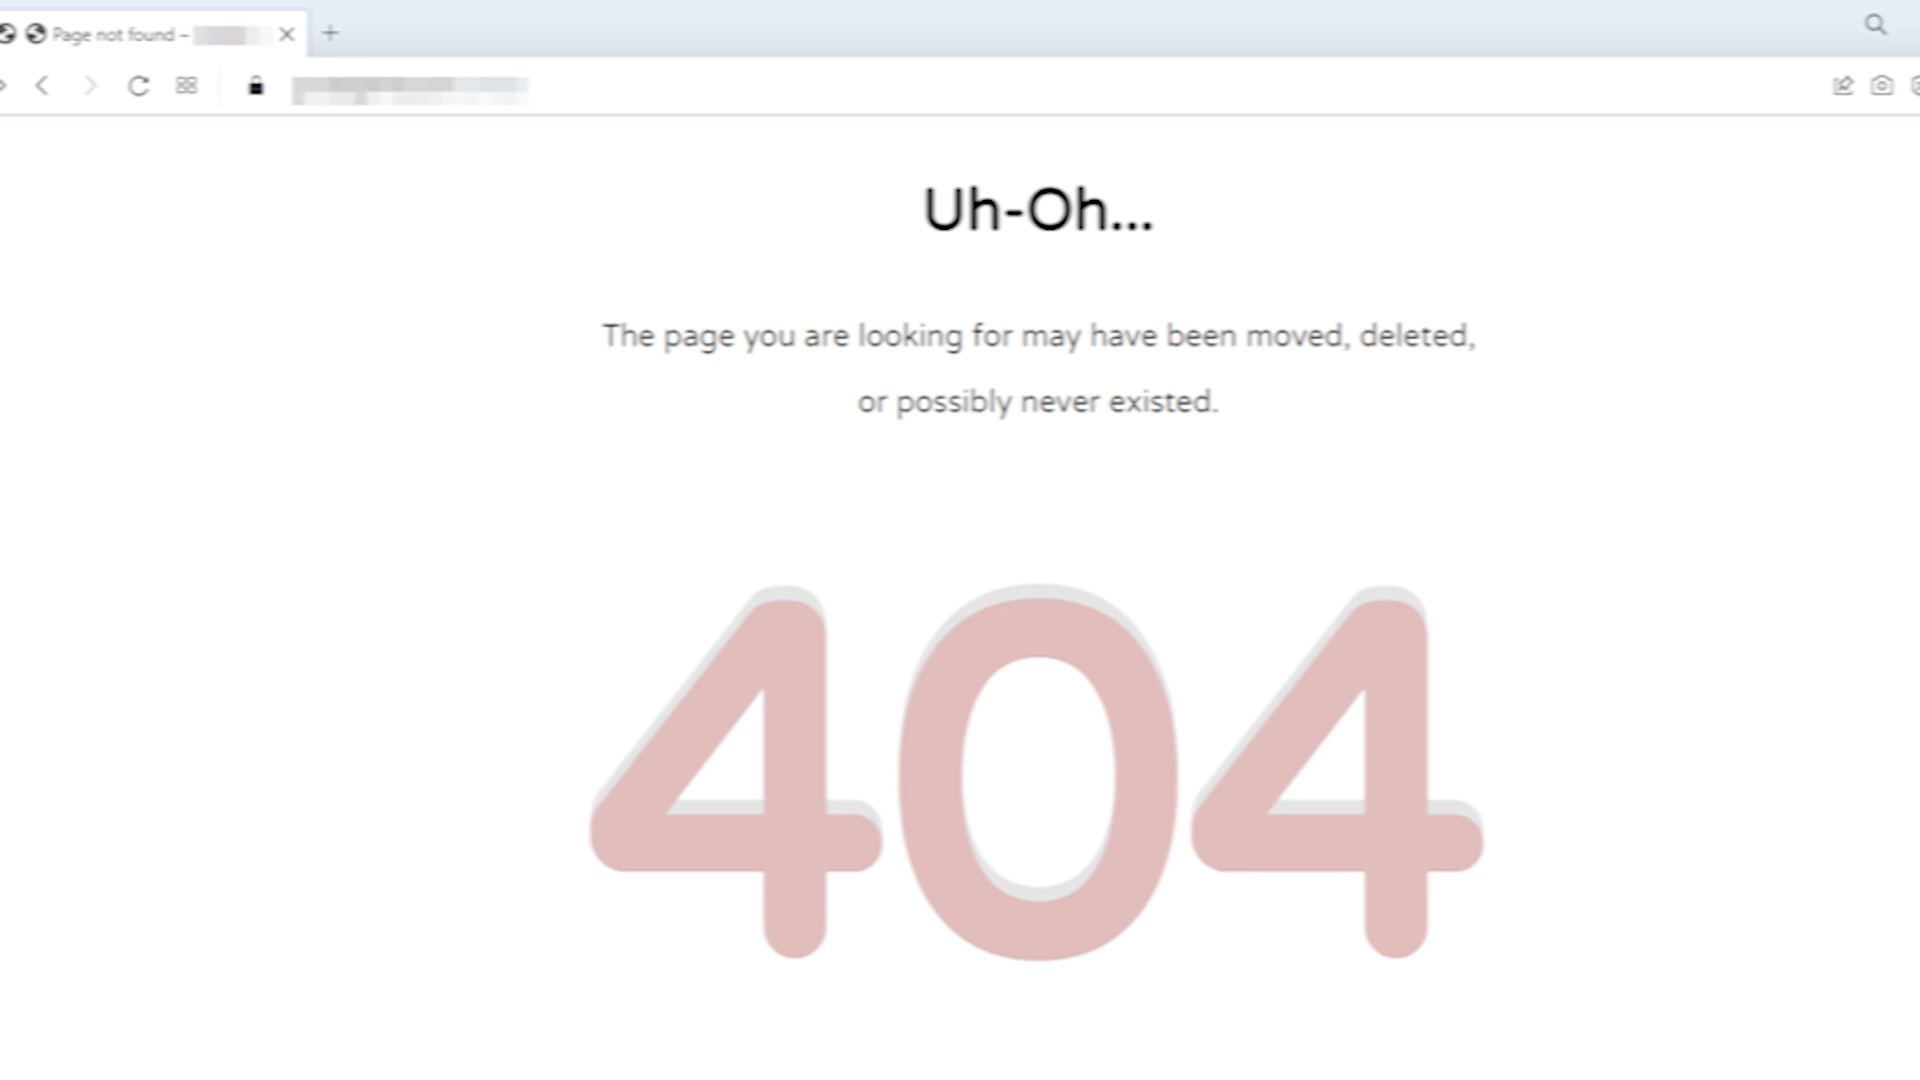 Page not found –
Uh-Oh...
The page you are looking for may have been moved, deleted,
or possibly never existed.
404